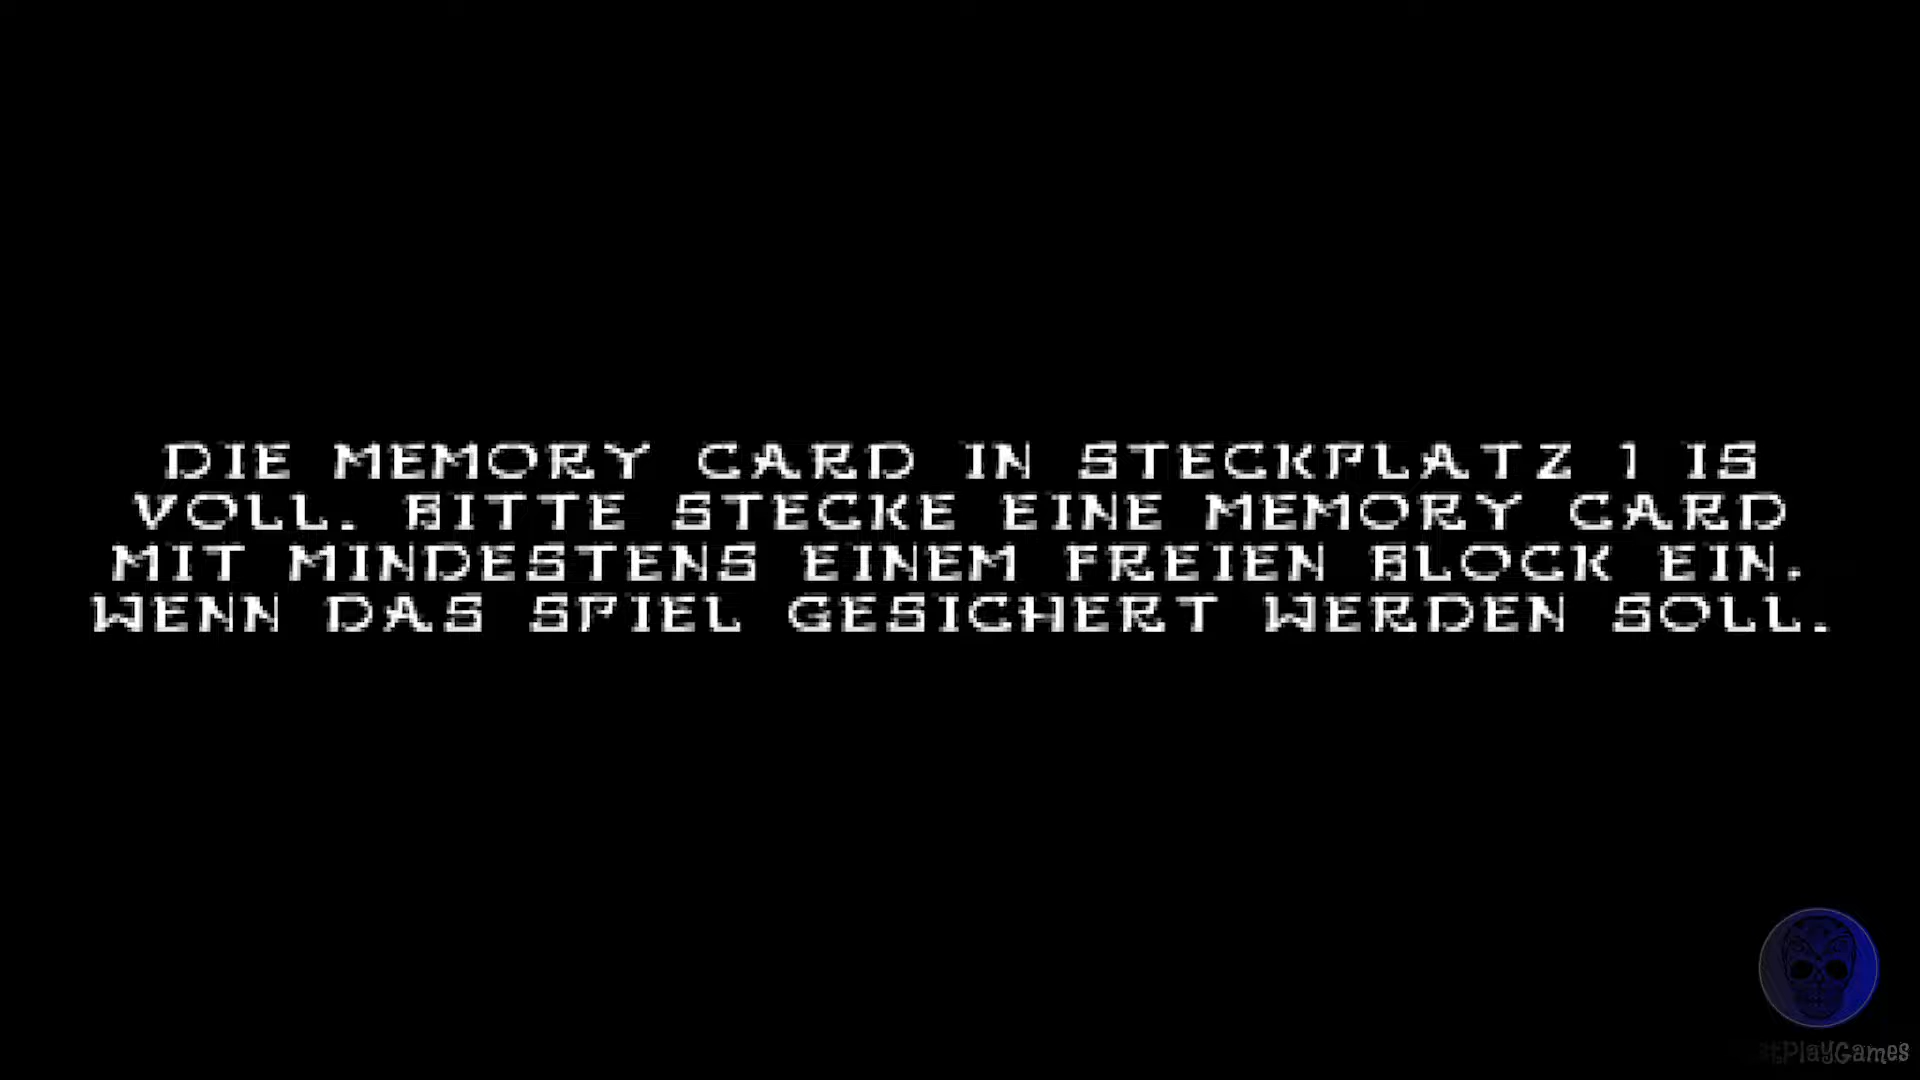 DIE MEMORY CARD IN STECKPLATZ 1 IS
VOLL. BITTE STECKE EINE MEMORY CARD
MIT MINDESTENS EINEM FREIEN BLOCK EIN.
WENN DAS SPIEL GESICHERT WERDEN SOLL.